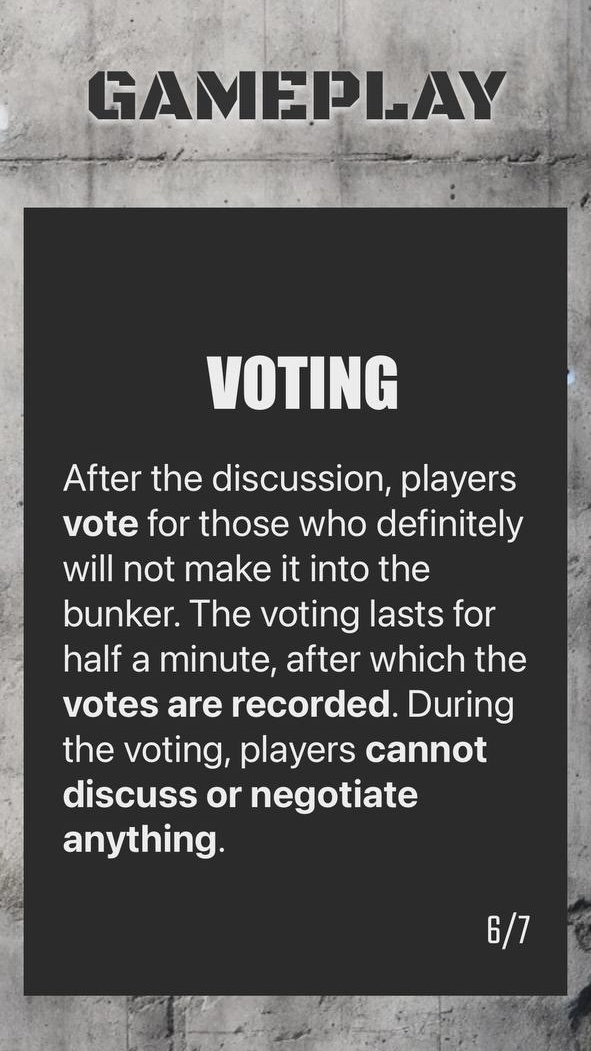 GAMEPLAY
VOTING
After the discussion, players
vote for those who definitely
will not make it into the
bunker. The voting lasts for
half a minute, after which the
votes are recorded. During
the voting, players cannot
discuss or negotiate
anything.
6/7